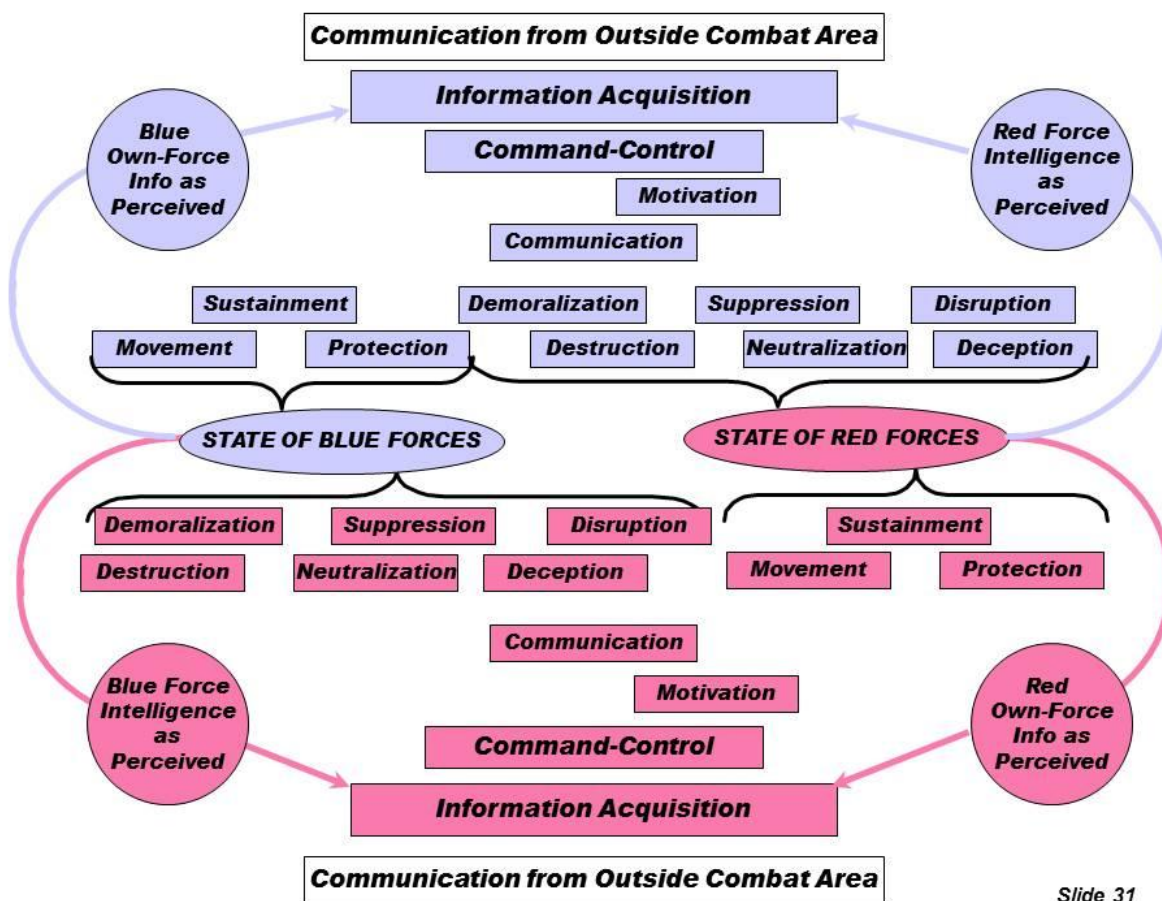 Communication from Outside Combat Area
Information Acquisition
Blue
Own-Force
Info as
Perceived
Red Force
Intelligence
as
Perceived
Command-Control
Motivation
Communication
Sustainment
Demoralization
Suppression
Disruption
Movement
Protection
Destruction
Neutralization
Deception
STATE OF BLUE FORCES
STATE OF RED FORCES
Demoralization
Suppression
Disruption
Sustainment
Destruction
Neutralization
Deception
Movement
Protection
Communication
Blue Force
Intelligence
as
Perceived
Motivation
Red
Own-Force
Info as
Perceived
Command-Control
Information Acquisition
Communication from Outside Combat Area
Slide 31